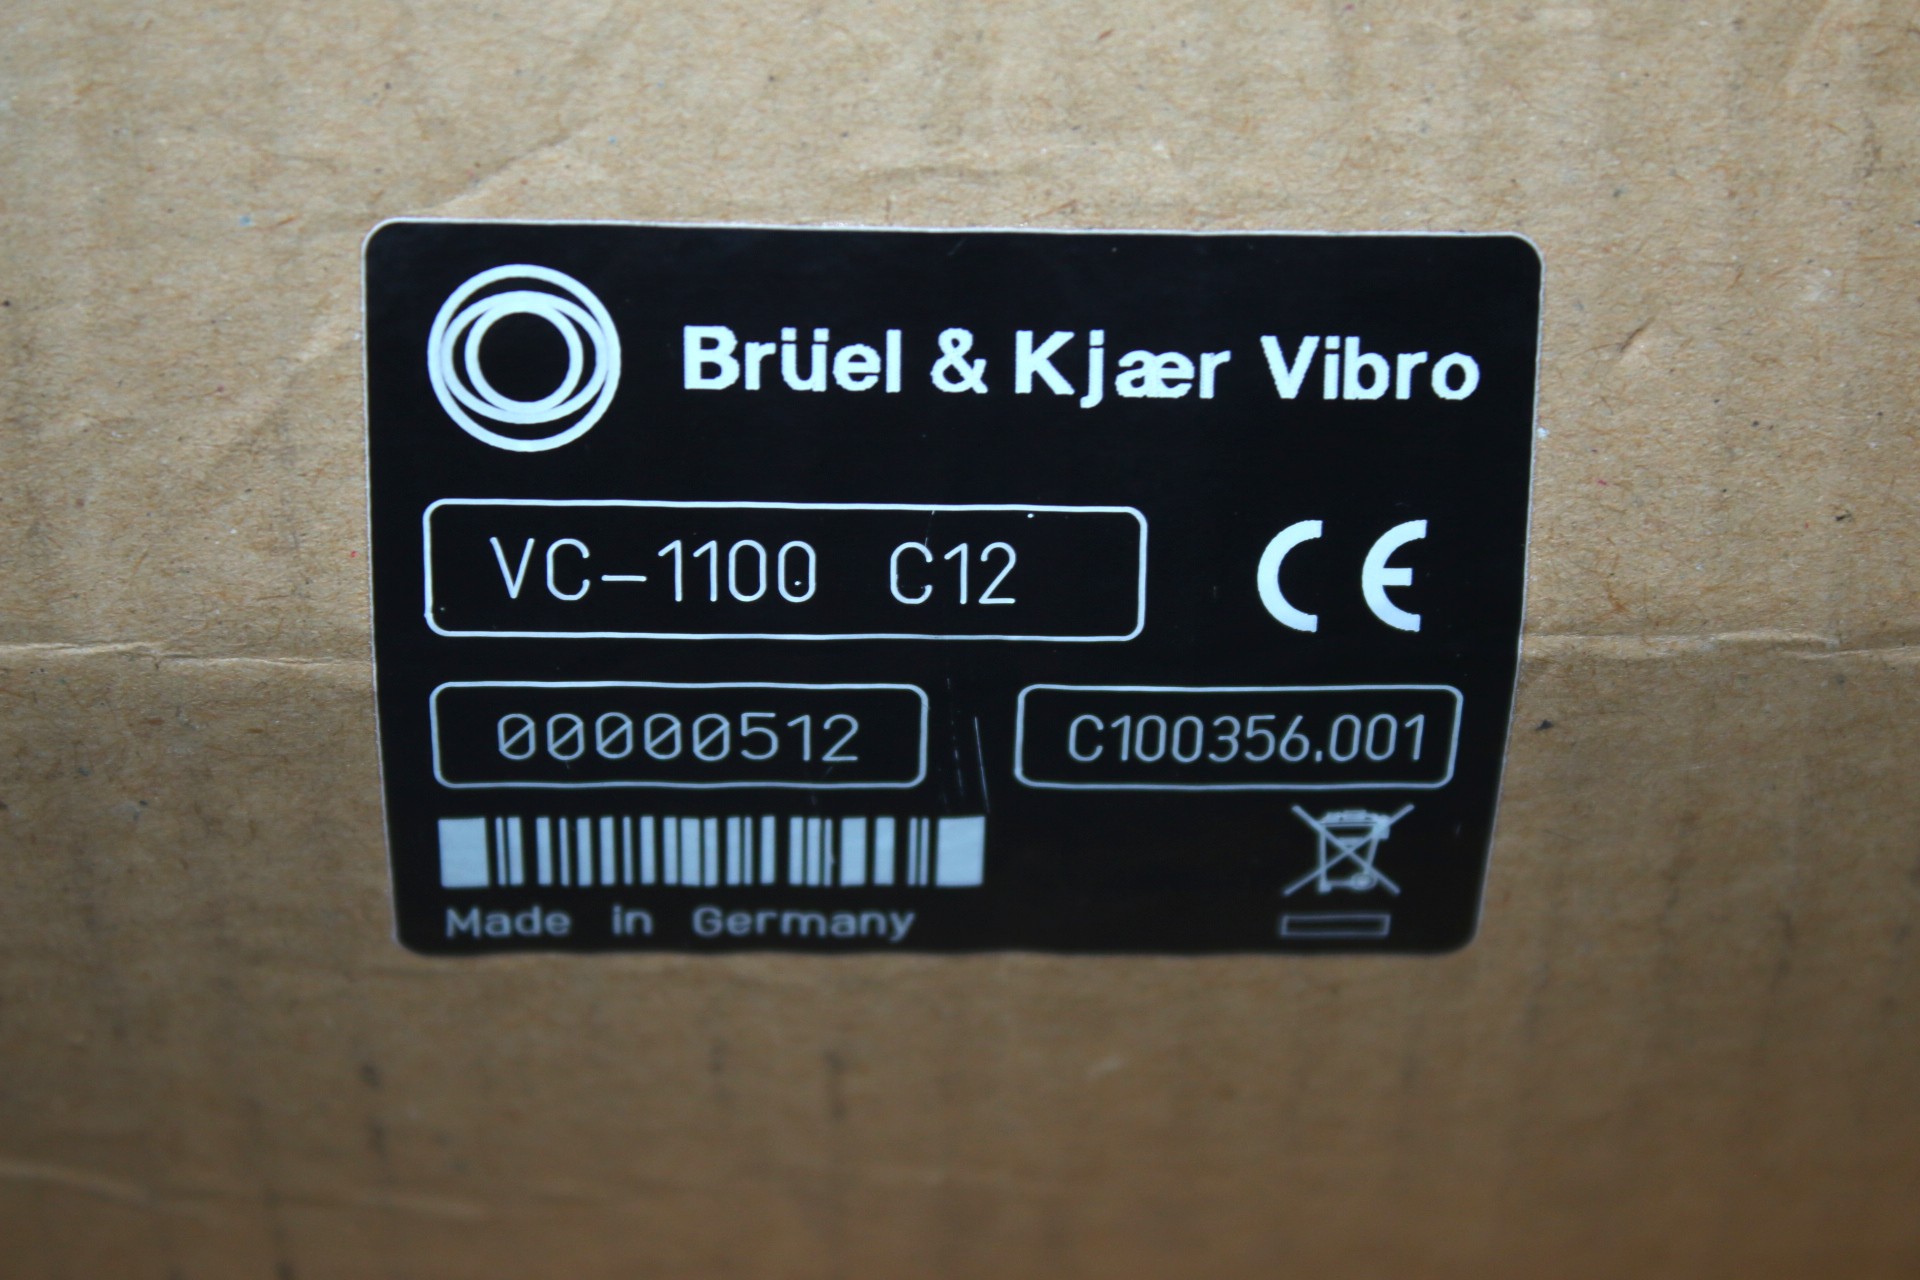 Brüel & Kjær Vibro
VC-1100 C12
CE
00000512
C100356.001
Made in Germany